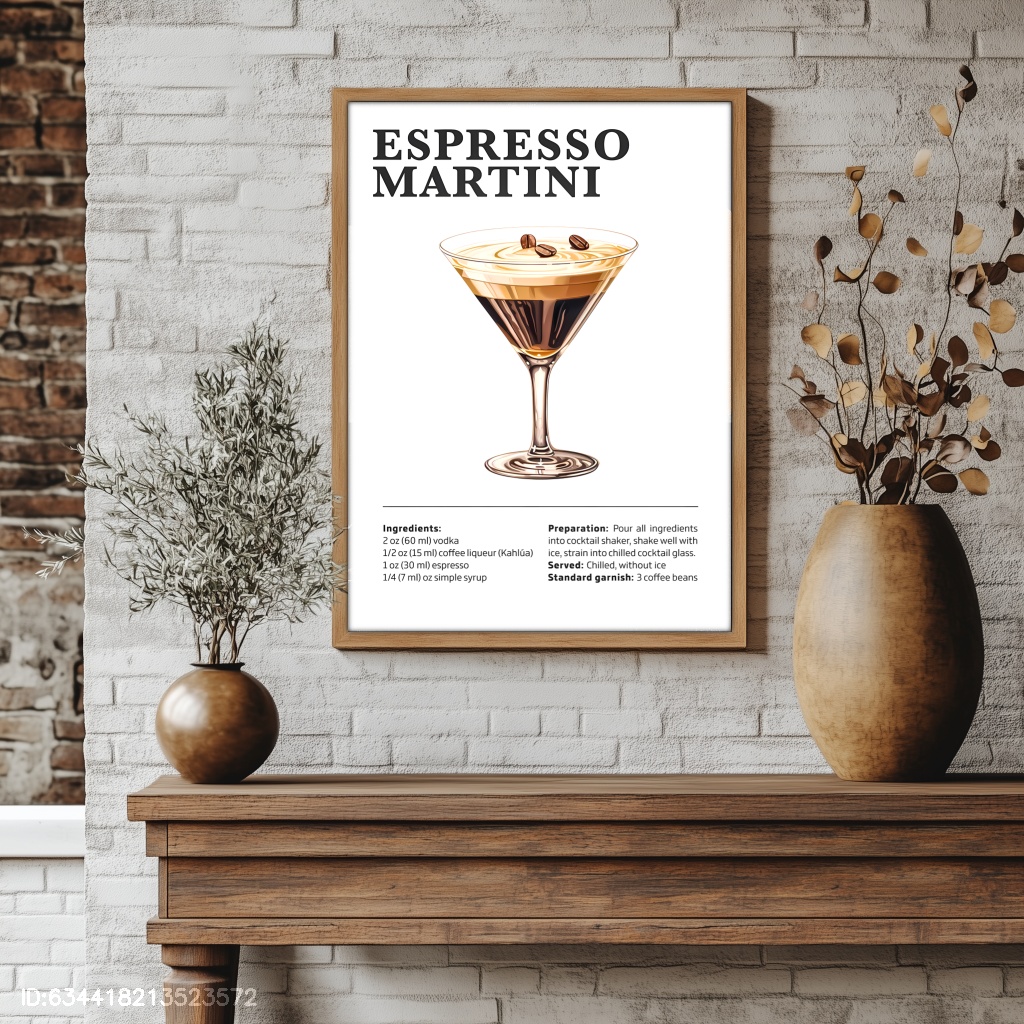 ESPRESSO
MARTINI
Ingredients:
2 oz (60 ml) vodka
1/2 oz (15 ml) coffee liqueur (Kahlúa)
1 oz (30 ml) espresso
1/4 (7 ml) oz simple syrup
Preparation: Pour all ingredients
into cocktail shaker, shake well with
ice, strain into chilled cocktail glass.
Served: Chilled, without ice
Standard garnish: 3 coffee beans
ID:634418213523572